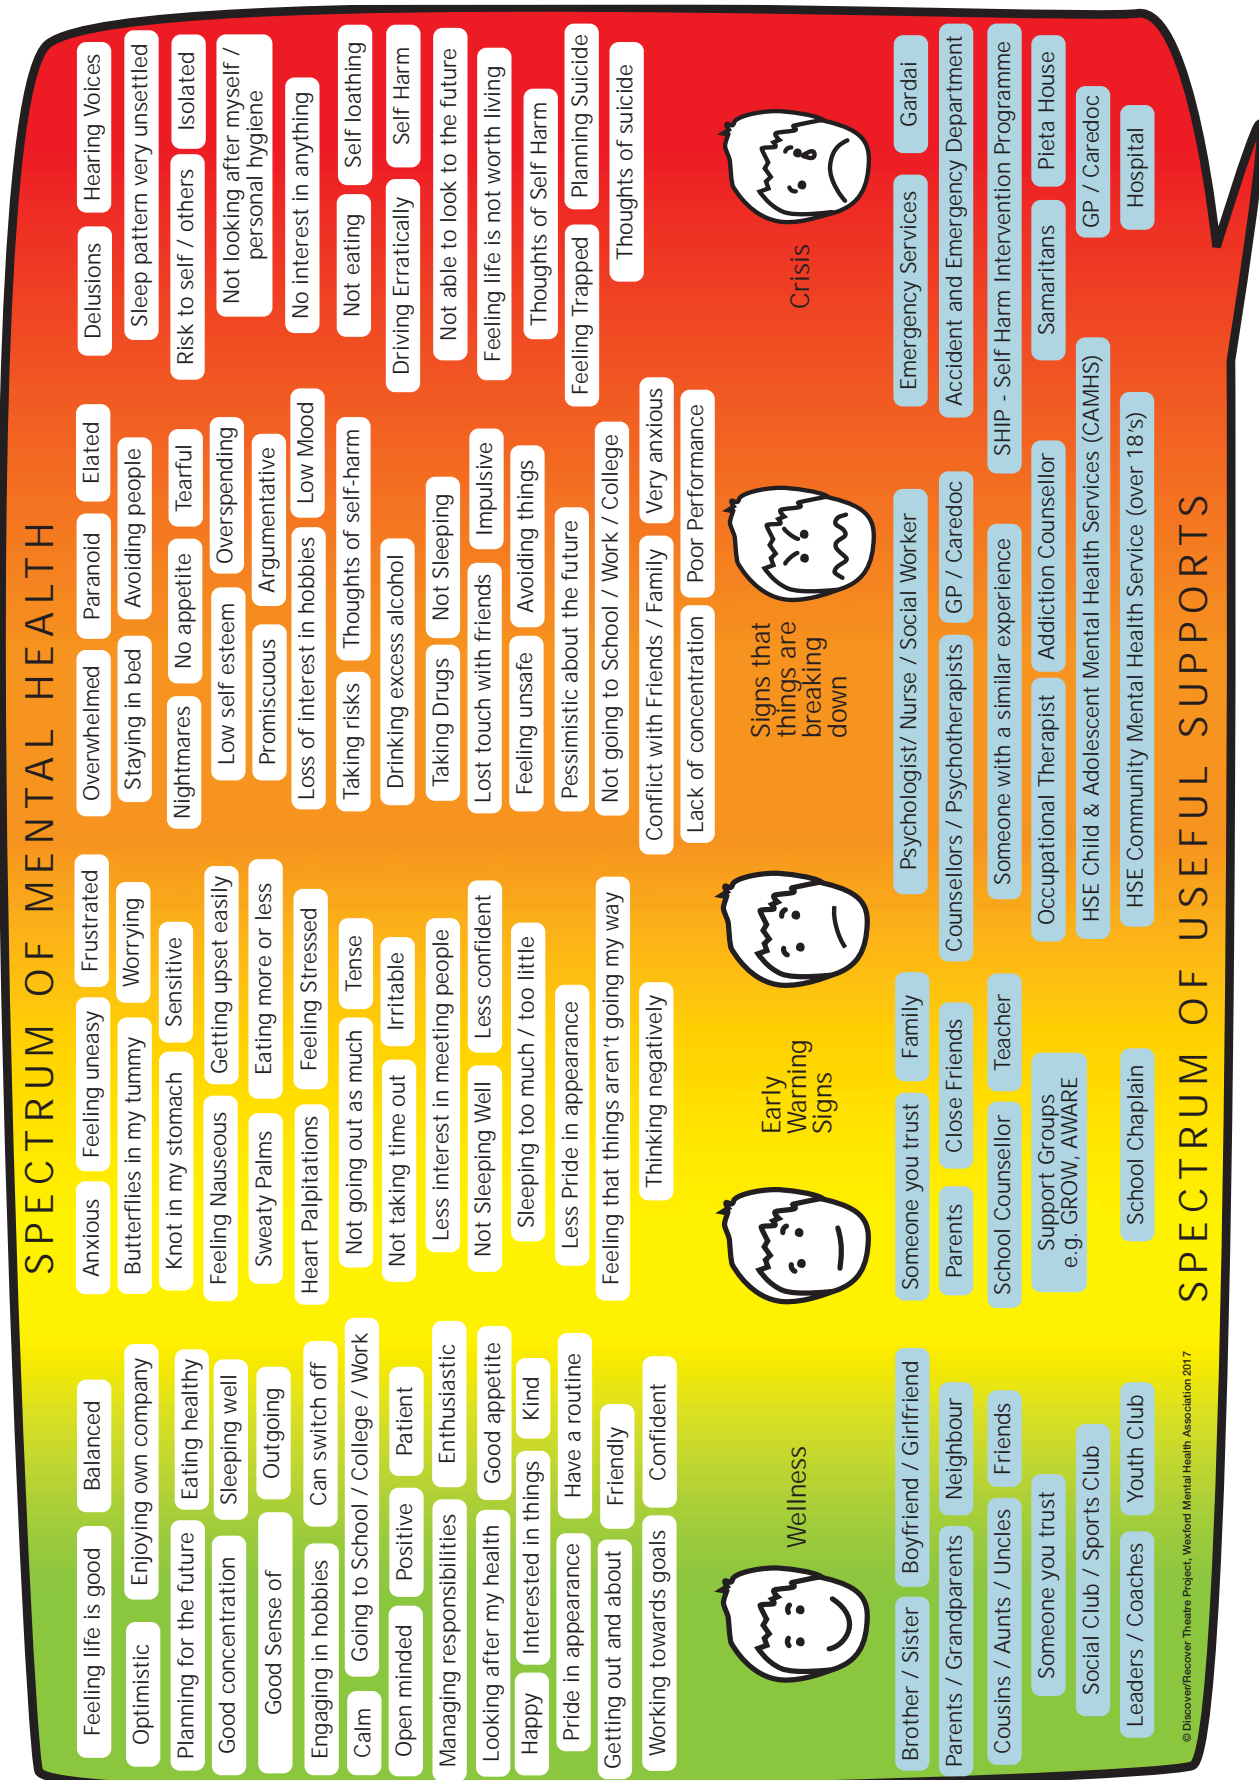 SPECTRUM OF MENTAL HEALTH
Feeling life is good
Balanced
Optimistic
Enjoying own company
Planning for the future
Eating healthy
Good concentration
Sleeping well
Good Sense of
Outgoing
Engaging in hobbies
Can switch off
Calm
Going to School / College / Work
Open minded
Positive
Patient
Managing responsibilities
Enthusiastic
Looking after my health
Good appetite
Happy
Interested in things
Kind
Pride in appearance
Have a routine
Getting out and about
Friendly
Working towards goals
Confident
Anxious
Feeling uneasy
Frustrated
Butterflies in my tummy
Worrying
Knot in my stomach
Sensitive
Feeling Nauseous
Getting upset easily
Sweaty Palms
Eating more or less
Heart Palpitations
Feeling Stressed
Not going out as much
Tense
Not taking time out
Irritable
Less interest in meeting people
Not Sleeping Well
Less confident
Sleeping too much / too little
Less Pride in appearance
Feeling that things aren't going my way
Thinking negatively
Overwhelmed
Paranoid
Elated
Staying in bed
Avoiding people
Nightmares
No appetite
Tearful
Low self esteem
Overspending
Promiscuous
Argumentative
Loss of interest in hobbies
Low Mood
Taking risks
Thoughts of self-harm
Drinking excess alcohol
Taking Drugs
Not Sleeping
Lost touch with friends
Impulsive
Feeling unsafe
Avoiding things
Pessimistic about the future
Not going to School / Work / College
Conflict with Friends / Family
Very anxious
Lack of concentration
Poor Performance
Delusions
Hearing Voices
Sleep pattern very unsettled
Risk to self / others
Isolated
Not looking after myself /
personal hygiene
No interest in anything
Not eating
Self loathing
Driving Erratically
Self Harm
Not able to look to the future
Feeling life is not worth living
Thoughts of Self Harm
Feeling Trapped
Planning Suicide
Thoughts of suicide
Wellness
Early
Warning
Signs
Signs that
things are
breaking
down
Crisis
Brother / Sister
Boyfriend / Girlfriend
Parents / Grandparents
Neighbour
Cousins / Aunts / Uncles
Friends
Someone you trust
Social Club / Sports Club
Leaders / Coaches
Youth Club
Someone you trust
Family
Parents
Close Friends
School Counsellor
Teacher
Support Groups
e.g. GROW, AWARE
School Chaplain
Psychologist/ Nurse / Social Worker
Counsellors / Psychotherapists
GP / Caredoc
Someone with a similar experience
Occupational Therapist
Addiction Counsellor
HSE Child & Adolescent Mental Health Services (CAMHS)
HSE Community Mental Health Service (over 18's)
Emergency Services
Gardai
Accident and Emergency Department
SHIP - Self Harm Intervention Programme
Samaritans
Pieta House
GP / Caredoc
Hospital
© Discover/Recover Theatre Project, Wexford Mental Health Association 2017
SPECTRUM OF USEFUL SUPPORTS